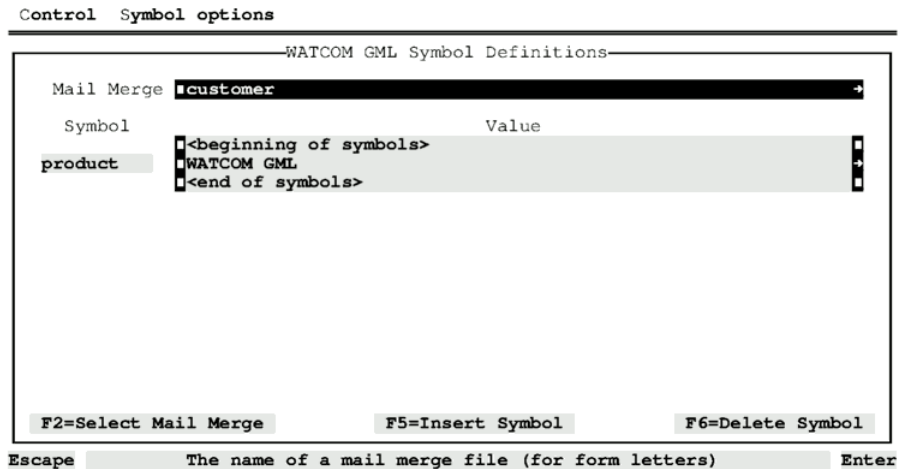 Control Symbol options
WATCOM GML Symbol Definitions
Mail Merge customer
Symbol Value
<beginning of symbols>
product WATCOM GML
<end of symbols>
F2=Select Mail Merge F5=Insert Symbol F6=Delete Symbol
Escape The name of a mail merge file (for form letters) Enter